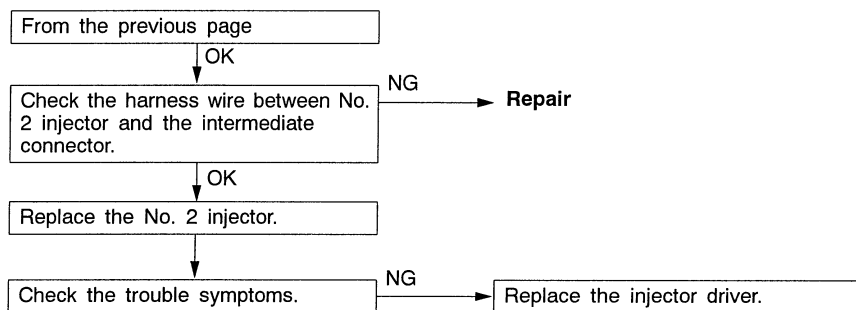 From the previous page
OK
Check the harness wire between No.
2 injector and the intermediate
connector.
NG
Repair
OK
Replace the No. 2 injector.
Check the trouble symptoms.
NG
Replace the injector driver.